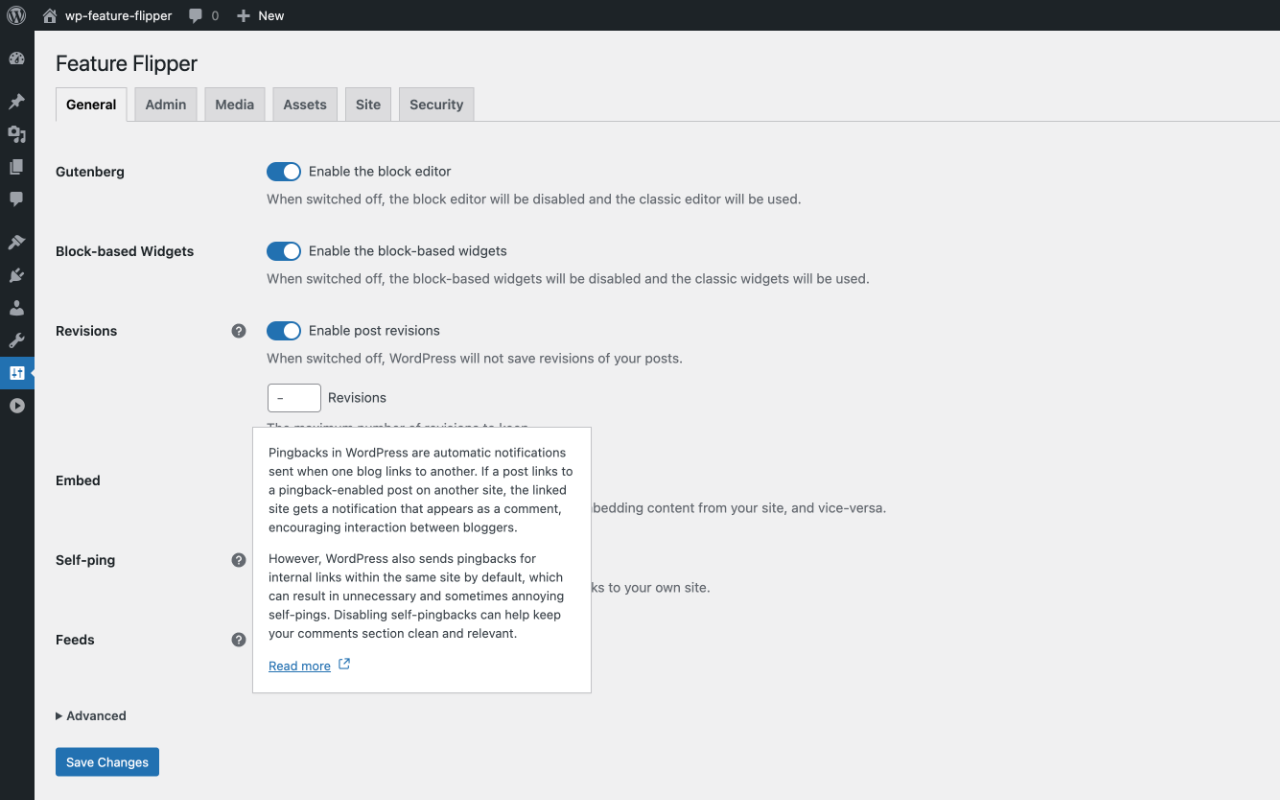 wp-feature-flipper 0 New
Feature Flipper
General Admin Media Assets Site Security
Gutenberg Enable the block editor
When switched off, the block editor will be disabled and the classic editor will be used.
Block-based Widgets Enable the block-based widgets
When switched off, the block-based widgets will be disabled and the classic widgets will be used.
Revisions Enable post revisions
When switched off, WordPress will not save revisions of your posts.
– Revisions
The maximum number of revisions to keep
Pingbacks in WordPress are automatic notifications
sent when one blog links to another. If a post links to
a pingback-enabled post on another site, the linked
site gets a notification that appears as a comment,
encouraging interaction between bloggers.
However, WordPress also sends pingbacks for
internal links within the same site by default, which
can result in unnecessary and sometimes annoying
self-pings. Disabling self-pingbacks can help keep
your comments section clean and relevant.
Read more
Embed
bedding content from your site, and vice-versa.
Self-ping
ks to your own site.
Feeds
Advanced
Save Changes